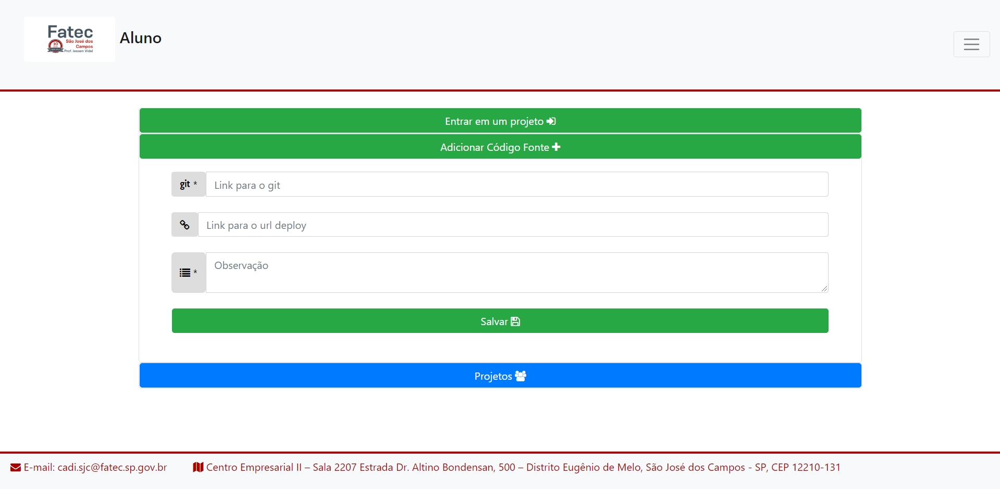 Fatec
São José dos
Campos
10
Prof. Jessen Vidal
Aluno
Entrar em um projeto
Adicionar Código Fonte
git *
Link para o git
Link para o url deploy
*
Observação
Salvar
Projetos
E-mail: cadi.sjc@fatec.sp.gov.br
Centro Empresarial II – Sala 2207 Estrada Dr. Altino Bondensan, 500 – Distrito Eugênio de Melo, São José dos Campos - SP, CEP 12210-131